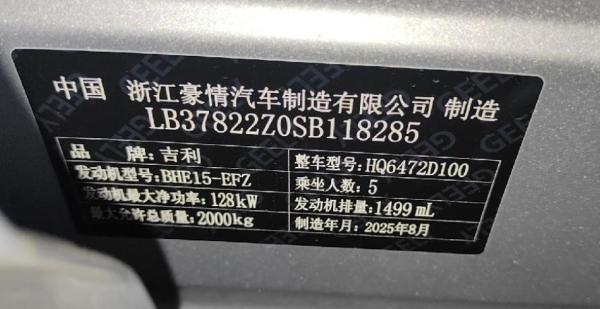 中国 浙江豪情汽车制造有限公司 制造
LB37822Z0SB118285
品 牌:吉利 整车型号:HQ6472D100
发动机型号:BHE15-EFZ 乘坐人数:5
发动机最大净功率:128kW 发动机排量:1499 mL
最大允许总质量:2000kg 制造年月:2025年8月